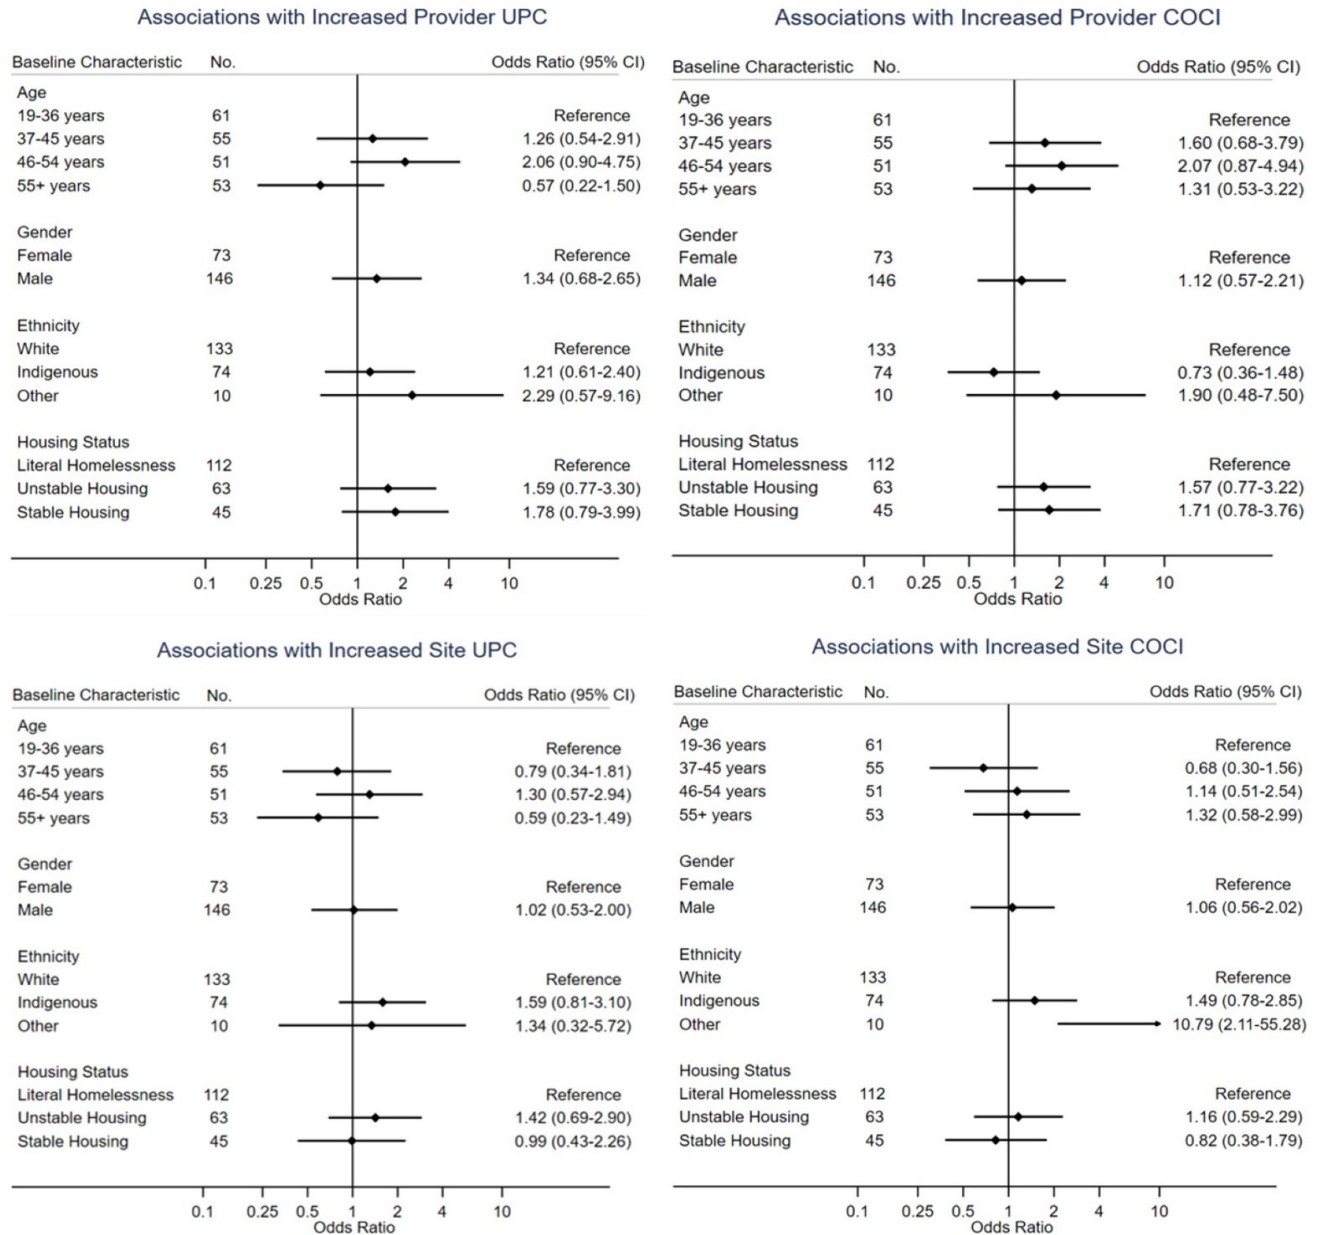 Associations with Increased Provider UPC
Baseline Characteristic No. Odds Ratio (95% CI)
Age
19-36 years 61 Reference
37-45 years 55 1.26 (0.54-2.91)
46-54 years 51 2.06 (0.90-4.75)
55+ years 53 0.57 (0.22-1.50)
Gender
Female 73 Reference
Male 146 1.34 (0.68-2.65)
Ethnicity
White 133 Reference
Indigenous 74 1.21 (0.61-2.40)
Other 10 2.29 (0.57-9.16)
Housing Status
Literal Homelessness 112 Reference
Unstable Housing 63 1.59 (0.77-3.30)
Stable Housing 45 1.78 (0.79-3.99)
0.1 0.25 0.5 1 2 4 10
Odds Ratio
Associations with Increased Provider COCI
Baseline Characteristic No. Odds Ratio (95% CI)
Age
19-36 years 61 Reference
37-45 years 55 1.60 (0.68-3.79)
46-54 years 51 2.07 (0.87-4.94)
55+ years 53 1.31 (0.53-3.22)
Gender
Female 73 Reference
Male 146 1.12 (0.57-2.21)
Ethnicity
White 133 Reference
Indigenous 74 0.73 (0.36-1.48)
Other 10 1.90 (0.48-7.50)
Housing Status
Literal Homelessness 112 Reference
Unstable Housing 63 1.57 (0.77-3.22)
Stable Housing 45 1.71 (0.78-3.76)
0.1 0.25 0.5 1 2 4 10
Odds Ratio
Associations with Increased Site UPC
Baseline Characteristic No. Odds Ratio (95% CI)
Age
19-36 years 61 Reference
37-45 years 55 0.79 (0.34-1.81)
46-54 years 51 1.30 (0.57-2.94)
55+ years 53 0.59 (0.23-1.49)
Gender
Female 73 Reference
Male 146 1.02 (0.53-2.00)
Ethnicity
White 133 Reference
Indigenous 74 1.59 (0.81-3.10)
Other 10 1.34 (0.32-5.72)
Housing Status
Literal Homelessness 112 Reference
Unstable Housing 63 1.42 (0.69-2.90)
Stable Housing 45 0.99 (0.43-2.26)
0.1 0.25 0.5 1 2 4 10
Odds Ratio
Associations with Increased Site COCI
Baseline Characteristic No. Odds Ratio (95% CI)
Age
19-36 years 61 Reference
37-45 years 55 0.68 (0.30-1.56)
46-54 years 51 1.14 (0.51-2.54)
55+ years 53 1.32 (0.58-2.99)
Gender
Female 73 Reference
Male 146 1.06 (0.56-2.02)
Ethnicity
White 133 Reference
Indigenous 74 1.49 (0.78-2.85)
Other 10 10.79 (2.11-55.28)
Housing Status
Literal Homelessness 112 Reference
Unstable Housing 63 1.16 (0.59-2.29)
Stable Housing 45 0.82 (0.38-1.79)
0.1 0.25 0.5 1 2 4 10
Odds Ratio